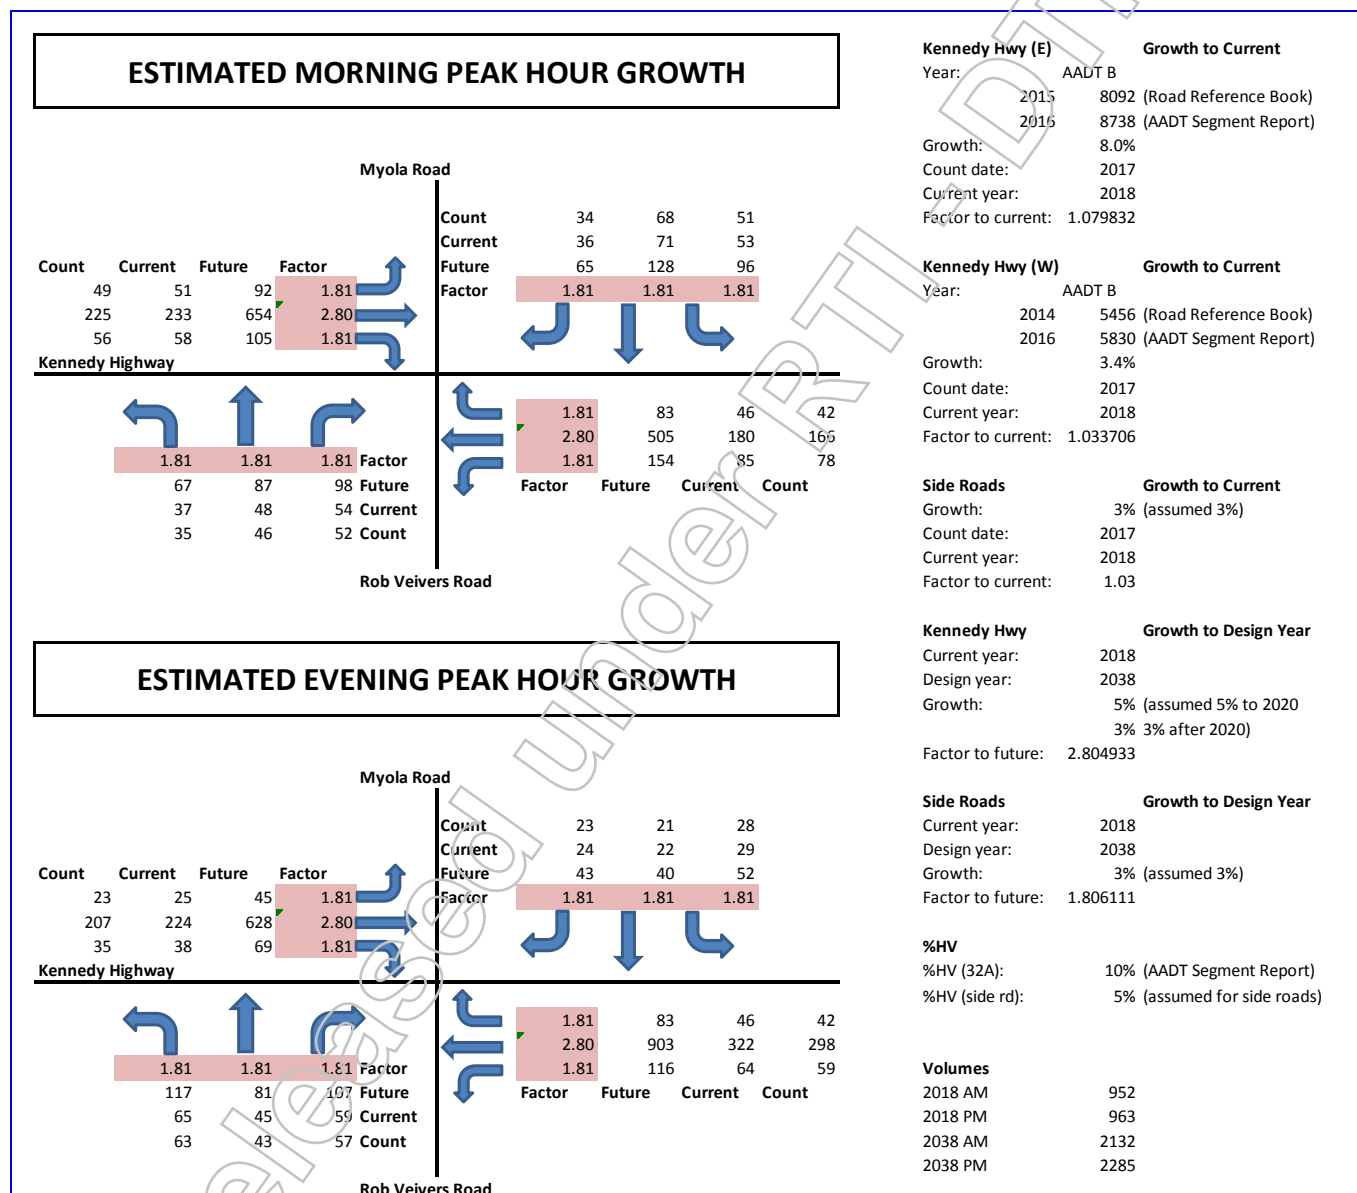 ESTIMATED MORNING PEAK HOUR GROWTH
Myola Road
Count 34 68 51
Current 36 71 53
Future 65 128 96
Factor 1.81 1.81 1.81
Count Current Future Factor
49 51 92 1.81
225 233 654 2.80
56 58 105 1.81
Kennedy Highway
1.81 83 46 42
2.80 505 180 166
1.81 154 85 78
Factor Future Current Count
1.81 1.81 1.81 Factor
67 87 98 Future
37 48 54 Current
35 46 52 Count
Rob Veivers Road
ESTIMATED EVENING PEAK HOUR GROWTH
Myola Road
Count 23 21 28
Current 24 22 29
Future 43 40 52
Factor 1.81 1.81 1.81
Count Current Future Factor
23 25 45 1.81
207 224 628 2.80
35 38 69 1.81
Kennedy Highway
1.81 83 46 42
2.80 903 322 298
1.81 116 64 59
Factor Future Current Count
1.81 1.81 1.81 Factor
117 81 107 Future
65 45 59 Current
63 43 57 Count
Rob Veivers Road
Kennedy Hwy (E) Growth to Current
Year: AADT B
2015 8092 (Road Reference Book)
2016 8738 (AADT Segment Report)
Growth: 8.0%
Count date: 2017
Current year: 2018
Factor to current: 1.079832
Kennedy Hwy (W) Growth to Current
Year: AADT B
2014 5456 (Road Reference Book)
2016 5830 (AADT Segment Report)
Growth: 3.4%
Count date: 2017
Current year: 2018
Factor to current: 1.033706
Side Roads Growth to Current
Growth: 3% (assumed 3%)
Count date: 2017
Current year: 2018
Factor to current: 1.03
Kennedy Hwy Growth to Design Year
Current year: 2018
Design year: 2038
Growth: 5% (assumed 5% to 2020
3% 3% after 2020)
Factor to future: 2.804933
Side Roads Growth to Design Year
Current year: 2018
Design year: 2038
Growth: 3% (assumed 3%)
Factor to future: 1.806111
%HV
%HV (32A): 10% (AADT Segment Report)
%HV (side rd): 5% (assumed for side roads)
Volumes
2018 AM 952
2018 PM 963
2038 AM 2132
2038 PM 2285
eleased under RTI - DT